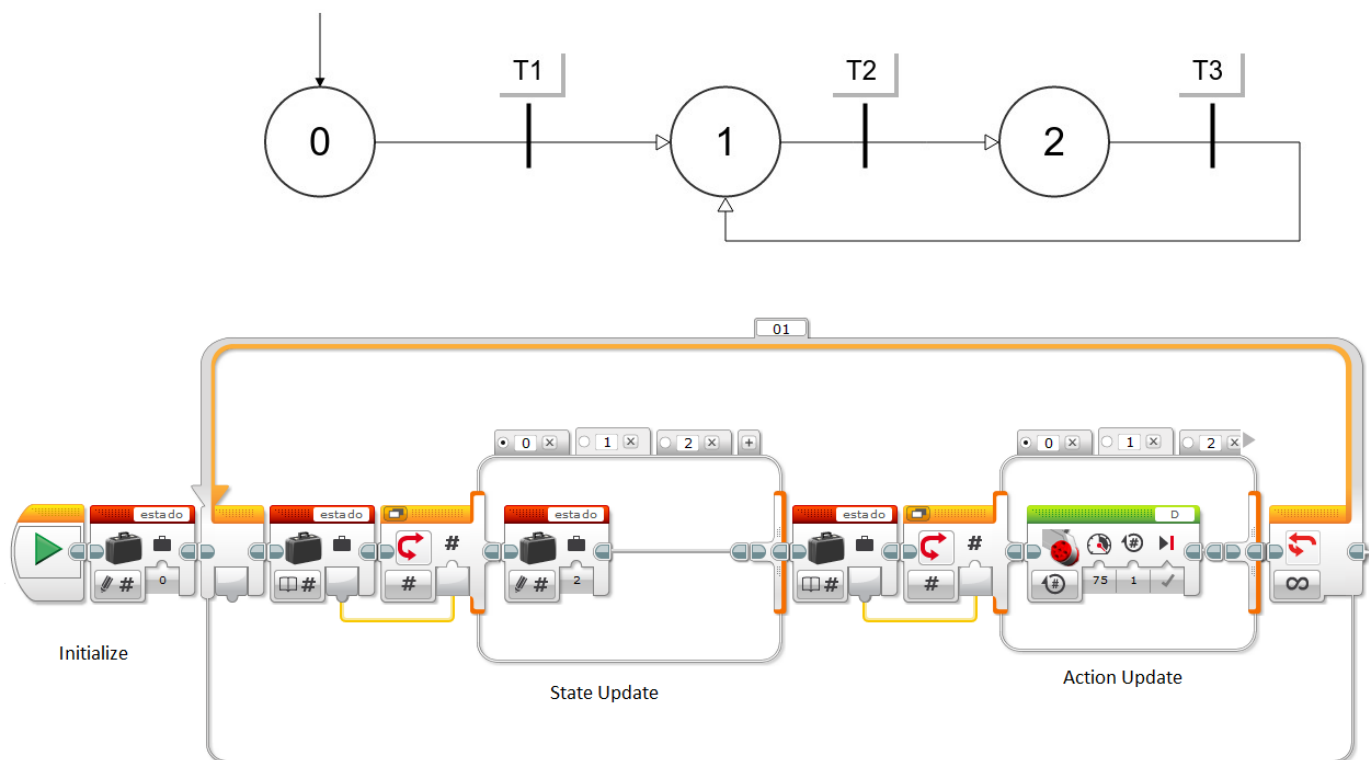 T1
T2
T3
0
1
2
01
0
1
2
0
1
2
estado
estado
estado
estado
D
#
#
#
0
#
#
#
2
#
#
#
75
1
Initialize
State Update
Action Update